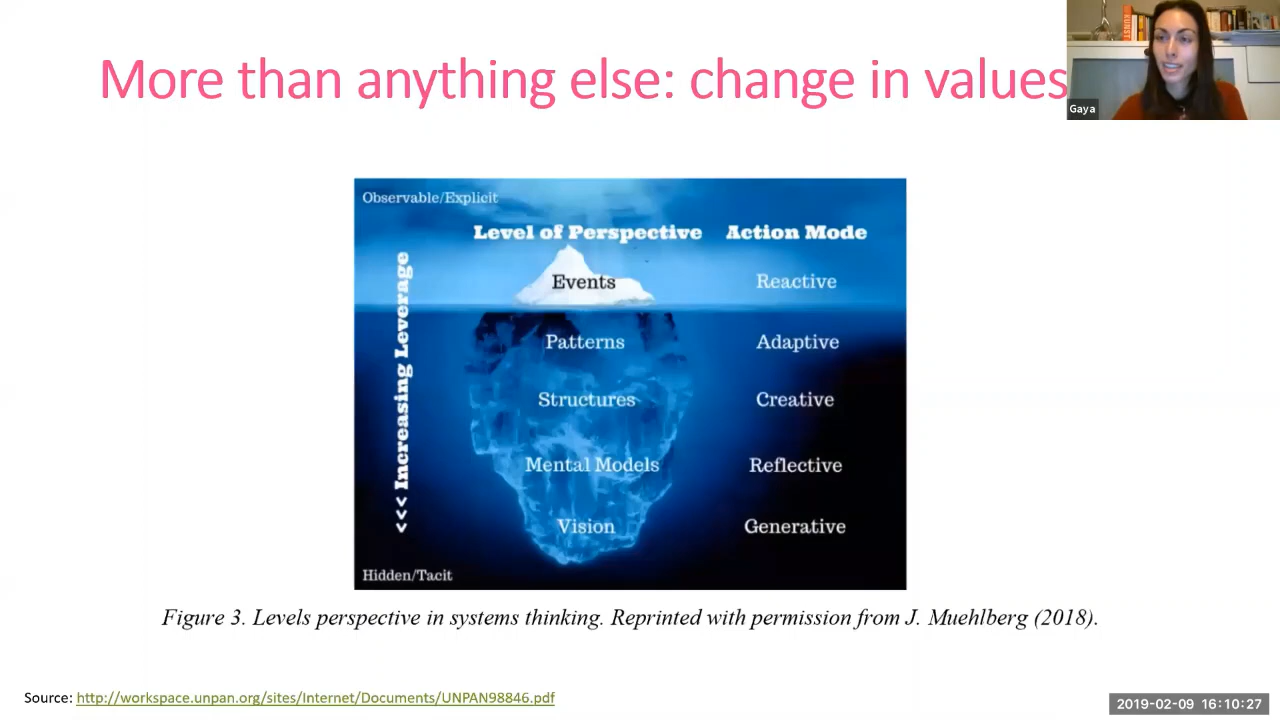 More than anything else: change in values
Gaya
Observable/Explicit
Level of Perspective Action Mode
<<< Increasing Leverage
Events Reactive
Patterns Adaptive
Structures Creative
Mental Models Reflective
Vision Generative
Hidden/Tacit
Figure 3. Levels perspective in systems thinking. Reprinted with permission from J. Muehlberg (2018).
Source: http://workspace.unpan.org/sites/Internet/Documents/UNPAN98846.pdf
2019-02-09 16:10:27
KUNST